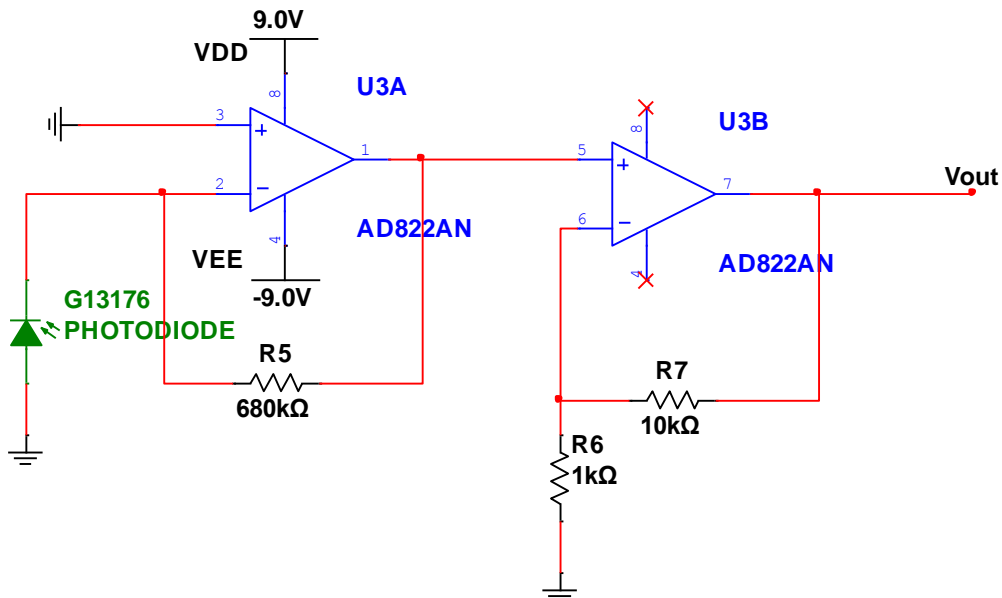 9.0V
VDD
U3A
8
3
1
2
4
AD822AN
VEE
-9.0V
G13176
PHOTODIODE
R5
680kΩ
U3B
8
5
7
6
4
AD822AN
Vout
R7
10kΩ
R6
1kΩ